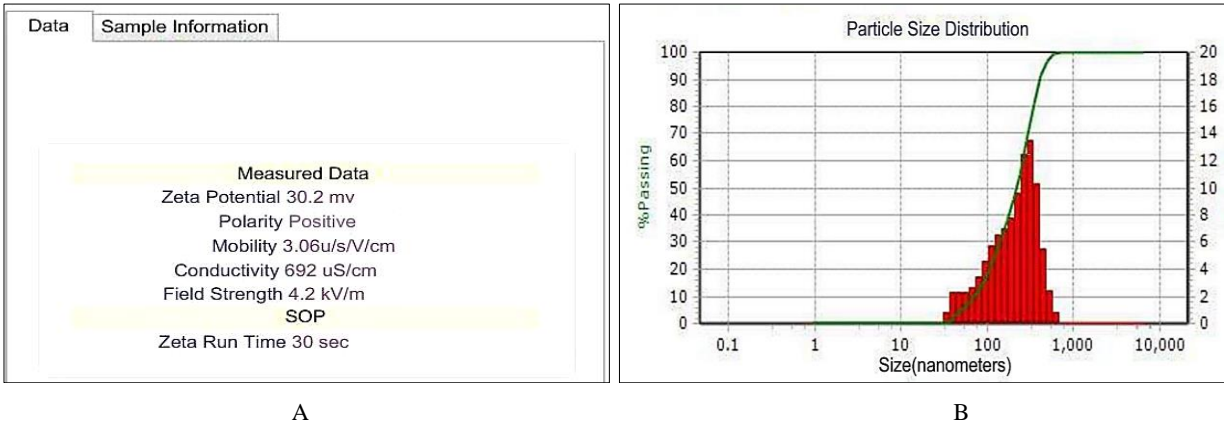 Data Sample Information
Measured Data
Zeta Potential 30.2 mv
Polarity Positive
Mobility 3.06u/s/V/cm
Conductivity 692 uS/cm
Field Strength 4.2 kV/m
SOP
Zeta Run Time 30 sec
A
Particle Size Distribution
%Passing
100 20
90 18
80 16
70 14
60 12
50 10
40 8
30 6
20 4
10 2
0 0
0.1 1 10 100 1,000 10,000
Size(nanometers)
B